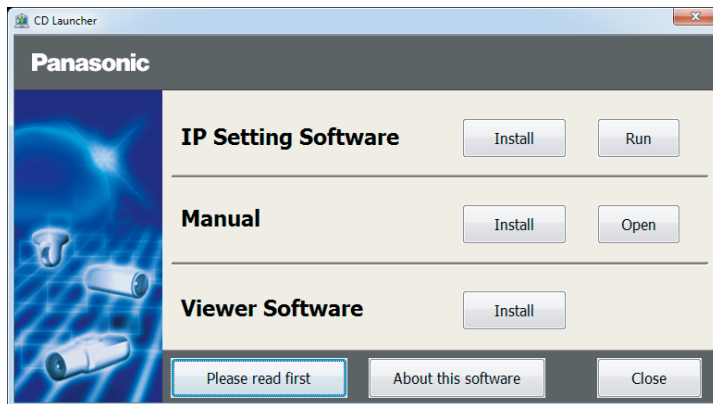 CD Launcher
Panasonic
IP Setting Software Install Run
Manual Install Open
Viewer Software Install
Please read first About this software Close